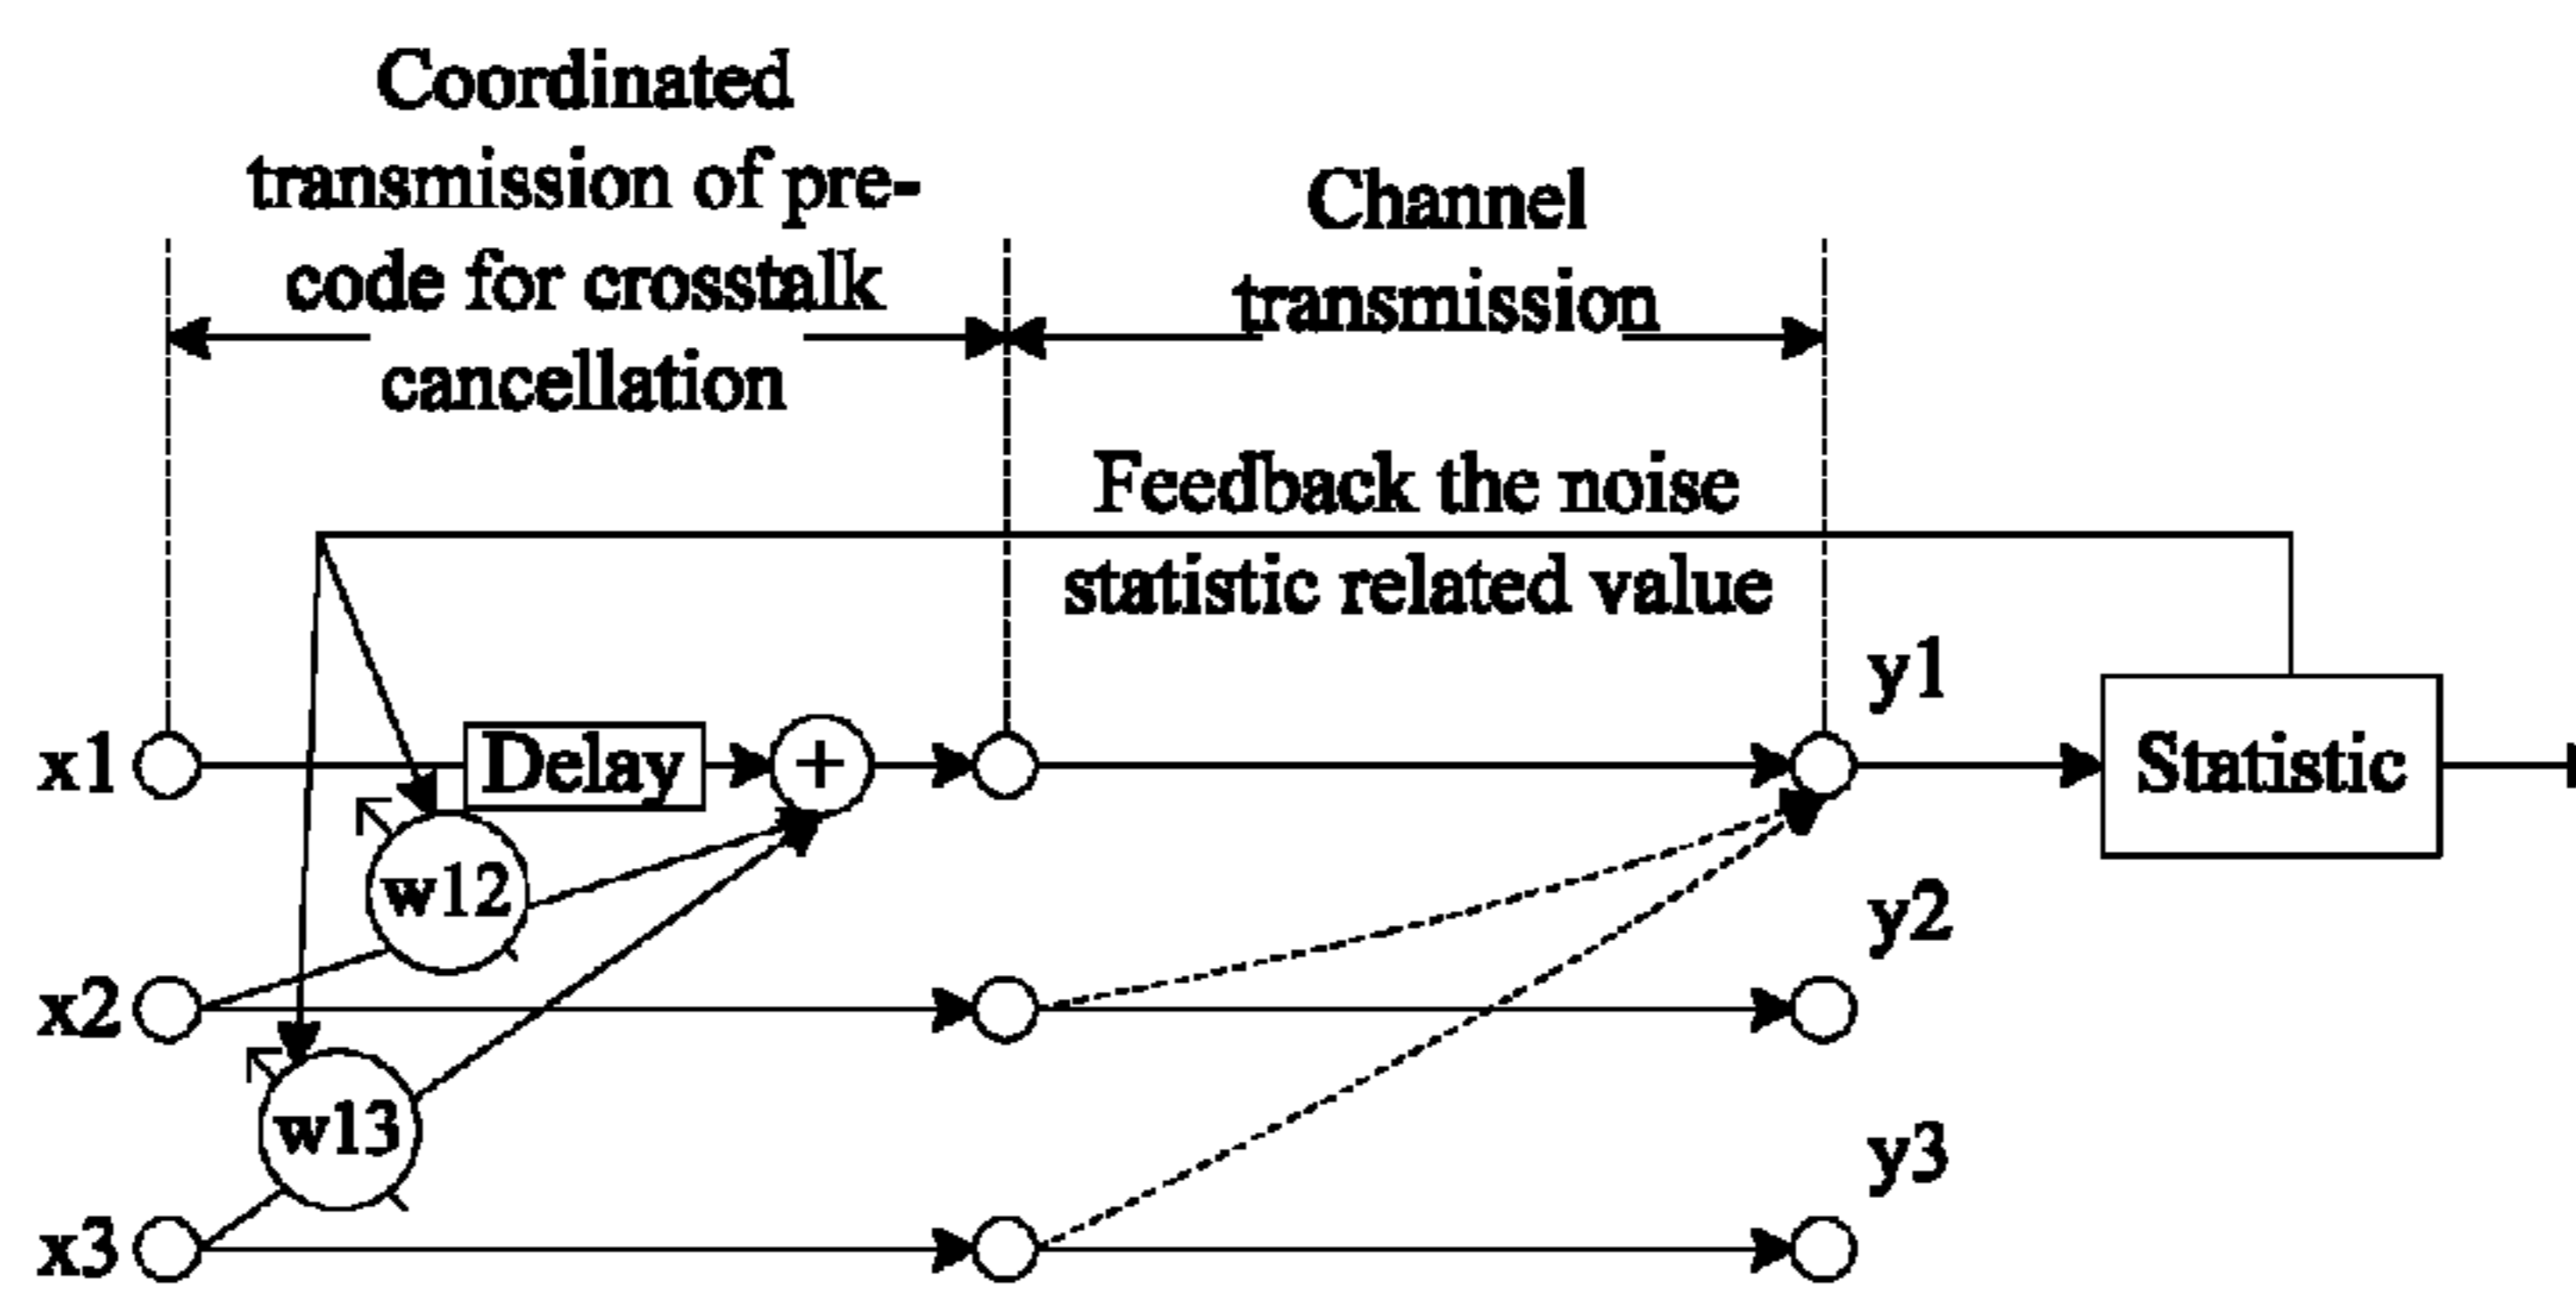 Coordinated
transmission of pre-
code for crosstalk
cancellation
Channel
transmission
Feedback the noise
statistic related value
y1
x1
Delay
+
Statistic
w12
y2
x2
w13
y3
x3